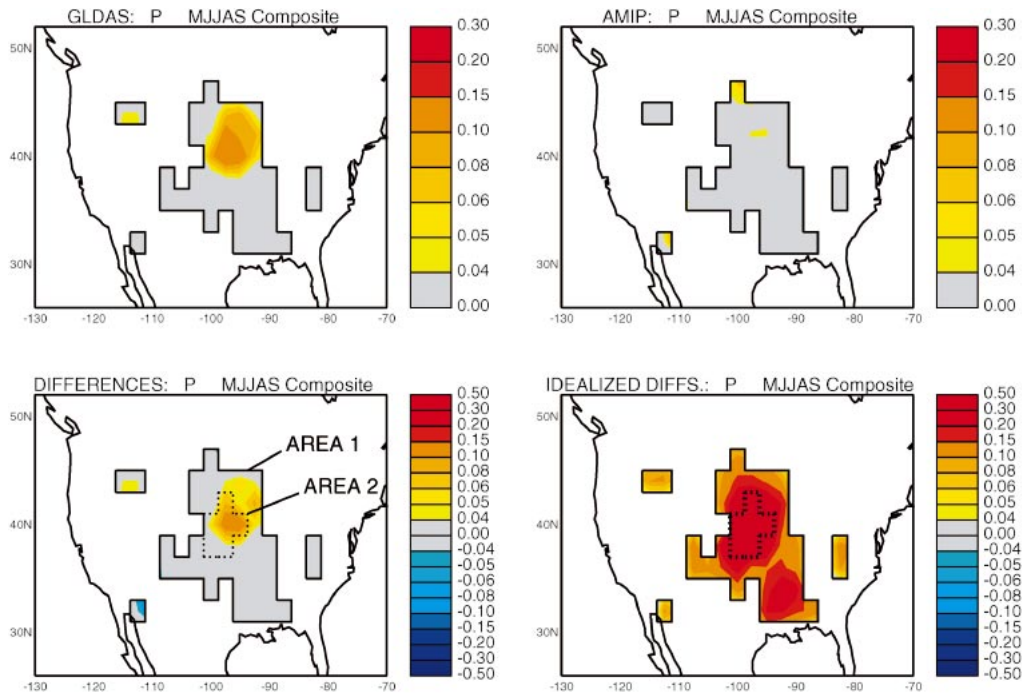 GLDAS: P MJJAS Composite
50N
40N
30N
-130 -120 -110 -100 -90 -80 -70
0.30
0.20
0.15
0.10
0.08
0.06
0.05
0.04
0.00
AMIP: P MJJAS Composite
50N
40N
30N
-130 -120 -110 -100 -90 -80 -70
0.30
0.20
0.15
0.10
0.08
0.06
0.05
0.04
0.00
DIFFERENCES: P MJJAS Composite
AREA 1
AREA 2
50N
40N
30N
-130 -120 -110 -100 -90 -80 -70
0.50
0.30
0.20
0.15
0.10
0.08
0.06
0.05
0.04
0.00
-0.04
-0.05
-0.06
-0.08
-0.10
-0.15
-0.20
-0.30
-0.50
IDEALIZED DIFFS.: P MJJAS Composite
50N
40N
30N
-130 -120 -110 -100 -90 -80 -70
0.50
0.30
0.20
0.15
0.10
0.08
0.06
0.05
0.04
0.00
-0.04
-0.05
-0.06
-0.08
-0.10
-0.15
-0.20
-0.30
-0.50